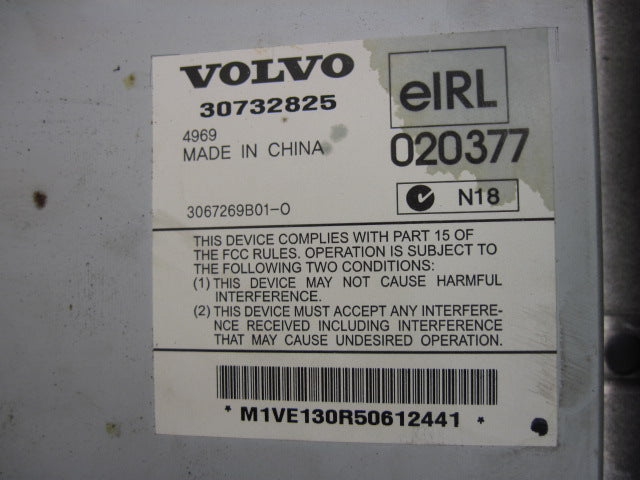 VOLVO
30732825
4969
MADE IN CHINA
eIRL
020377
3067269B01-O
N18
THIS DEVICE COMPLIES WITH PART 15 OF
THE FCC RULES. OPERATION IS SUBJECT TO
THE FOLLOWING TWO CONDITIONS:
(1) THIS DEVICE MAY NOT CAUSE HARMFUL
INTERFERENCE.
(2) THIS DEVICE MUST ACCEPT ANY INTERFERE-
NCE RECEIVED INCLUDING INTERFERENCE
THAT MAY CAUSE UNDESIRED OPERATION.
* M1VE130R50612441 *